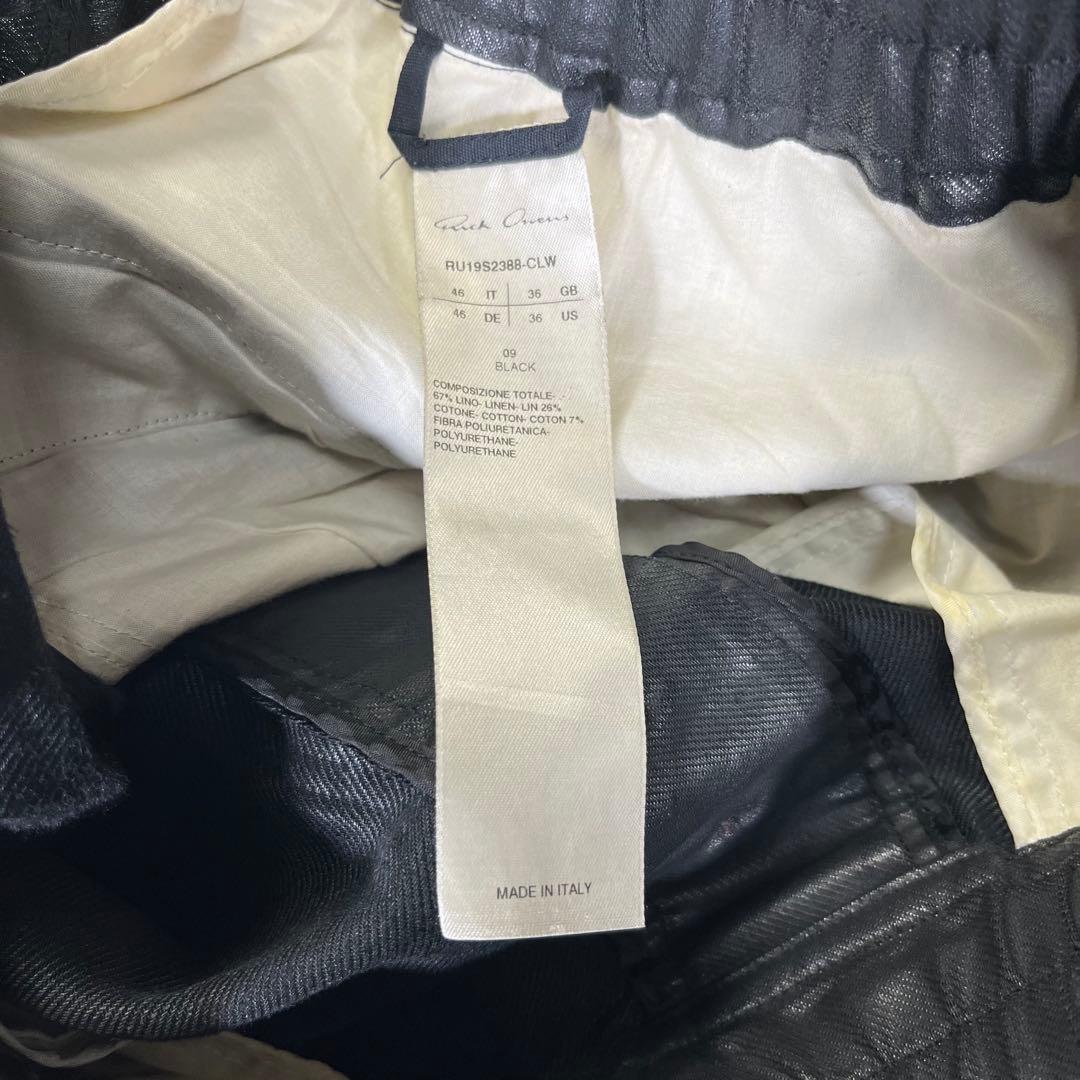 Rick Owens
RU19S2388-CLW
46 IT 36 GB
46 DE 36 US
09
BLACK
COMPOSIZIONE TOTALE- .-
67% LINO- LINEN- LIN 26%
COTONE- COTTON- COTON 7%
FIBRA POLIURETANICA-
POLYURETHANE-
POLYURETHANE
MADE IN ITALY